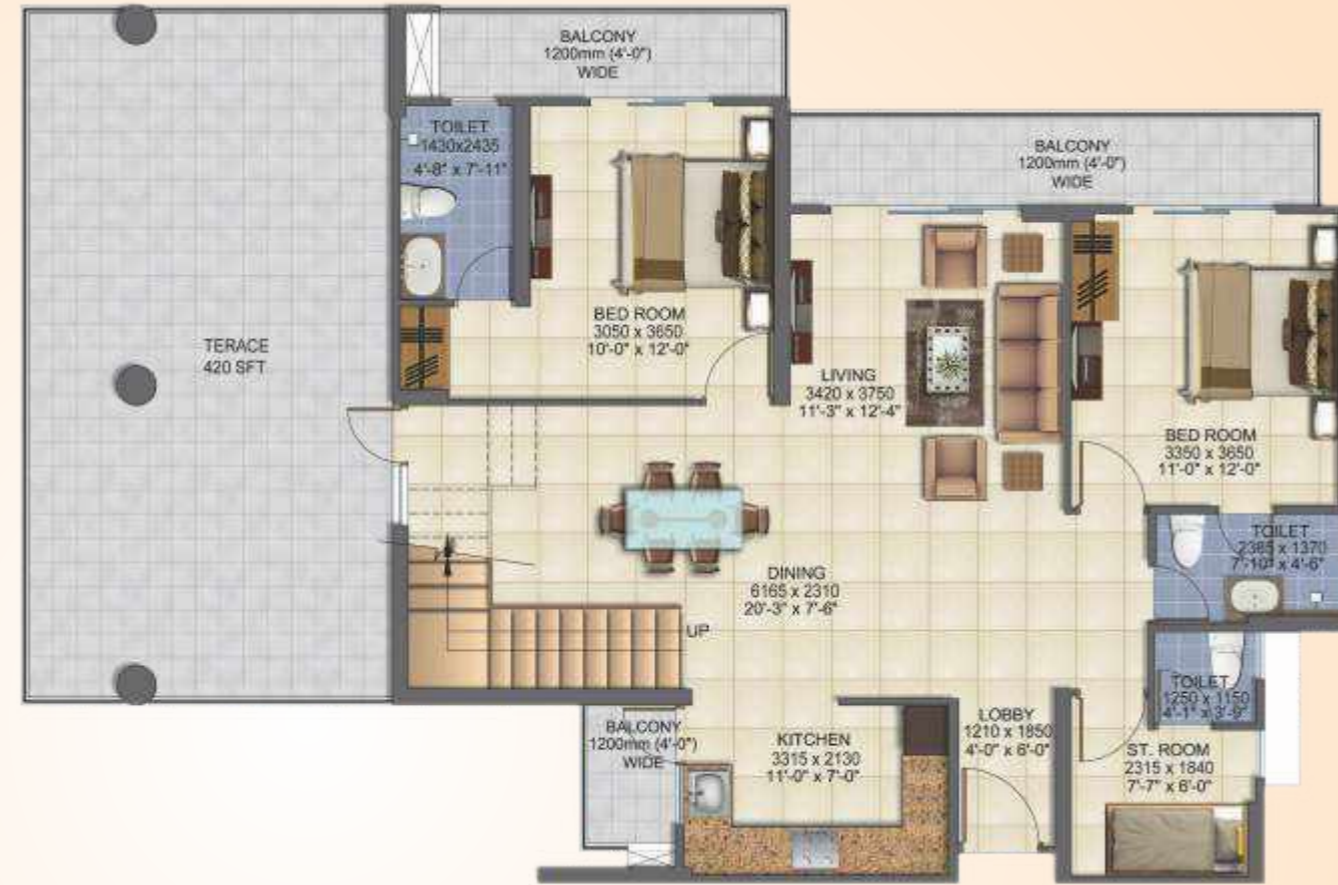 BALCONY
1200mm (4'-0")
WIDE
TOILET
1430x2435
4'-8" x 7'-11"
BALCONY
1200mm (4'-0")
WIDE
BED ROOM
3050 x 3650
10'-0" x 12'-0"
TERACE
420 SFT
LIVING
3420 x 3750
11'-3" x 12'-4"
BED ROOM
3350 x 3650
11'-0" x 12'-0"
TOILET
2385 x 1370
7'-10" x 4'-6"
DINING
6165 x 2310
20'-3" x 7'-6"
UP
TOILET
1250 x 1150
4'-1" x 3'-9"
BALCONY
1200mm (4'-0")
WIDE
KITCHEN
3315 x 2130
11'-0" x 7'-0"
LOBBY
1210 x 1850
4'-0" x 6'-0"
ST. ROOM
2315 x 1840
7'-7" x 6'-0"